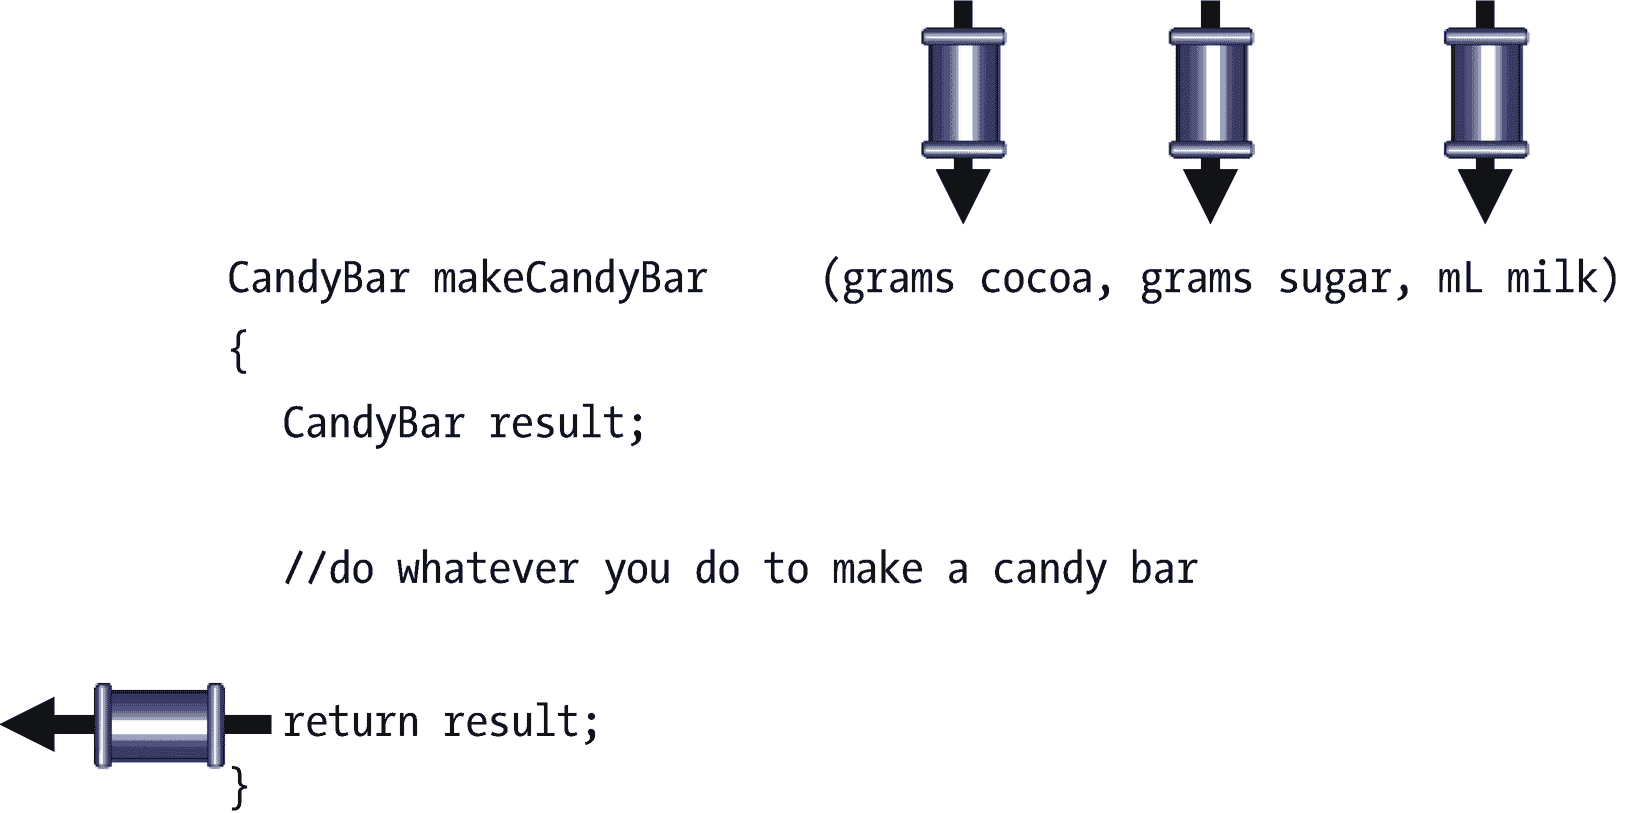 CandyBar makeCandyBar (grams cocoa, grams sugar, mL milk)
{
CandyBar result;
//do whatever you do to make a candy bar
return result;
}